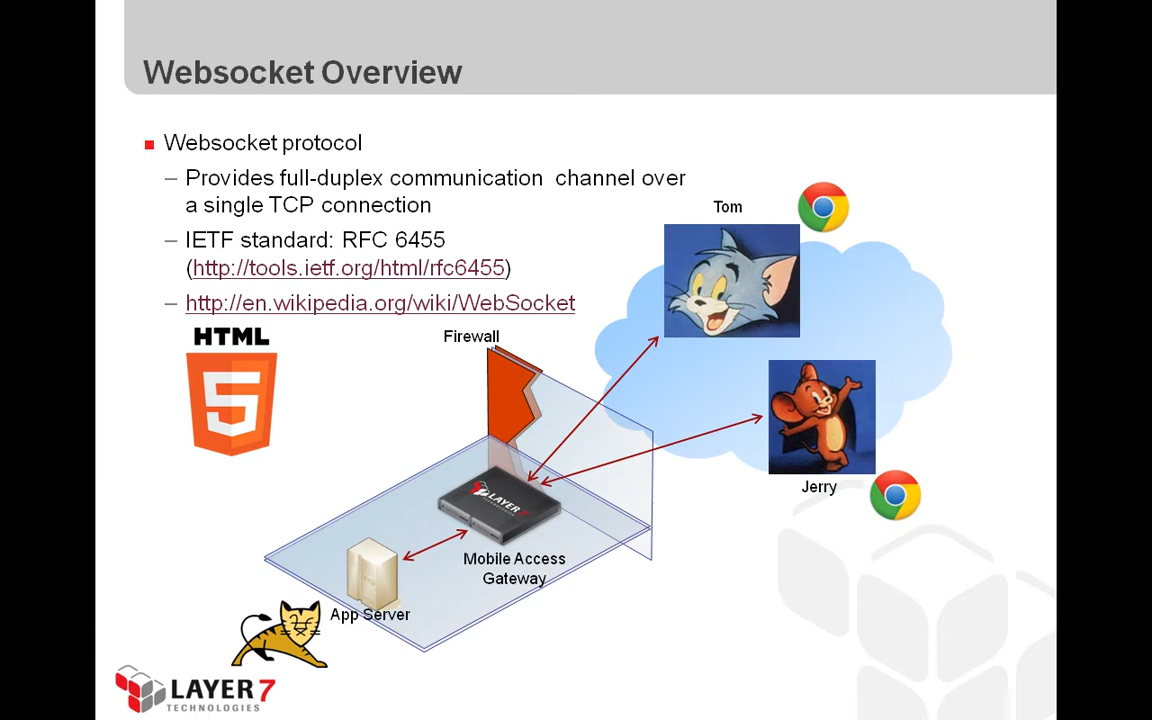 Websocket Overview
Websocket protocol
– Provides full-duplex communication channel over
a single TCP connection
– IETF standard: RFC 6455
(http://tools.ietf.org/html/rfc6455)
– http://en.wikipedia.org/wiki/WebSocket
Tom
HTML
5
Firewall
Jerry
LAYER 7
Mobile Access
Gateway
App Server
LAYER 7
TECHNOLOGIES